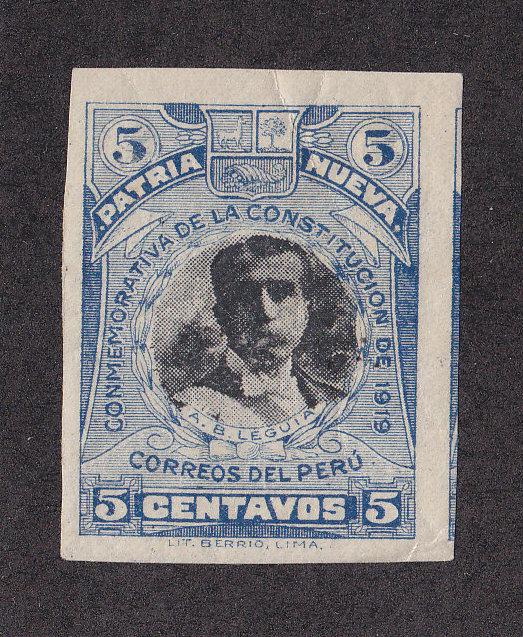 5 5
PATRIA NUEVA.
CONMEMORATIVA DE LA CONSTITUCION DE 1919
A. B. LEGUIA
CORREOS DEL PERÚ
5 CENTAVOS 5
LIT. BERRIO, LIMA.